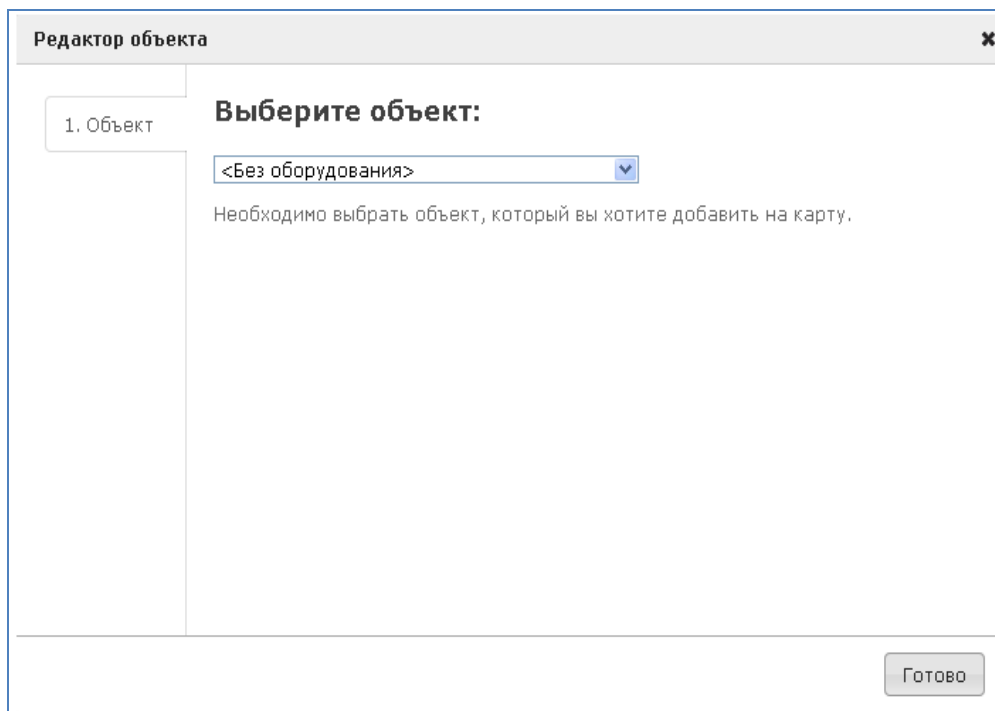 Редактор объекта
1. Объект
Выберите объект:
<Без оборудования>
Необходимо выбрать объект, который вы хотите добавить на карту.
Готово